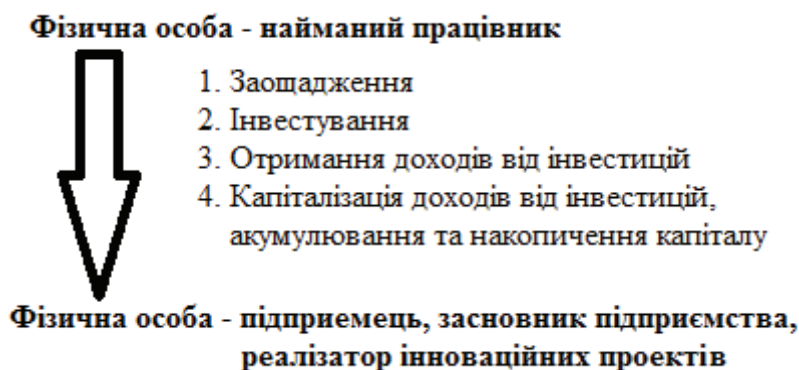 Фізична особа - найманий працівник
1. Заощадження
2. Інвестування
3. Отримання доходів від інвестицій
4. Капіталізація доходів від інвестицій,
акумулювання та накопичення капіталу
Фізична особа - підприемець, засновник підприємства,
реалізатор інноваційних проектів